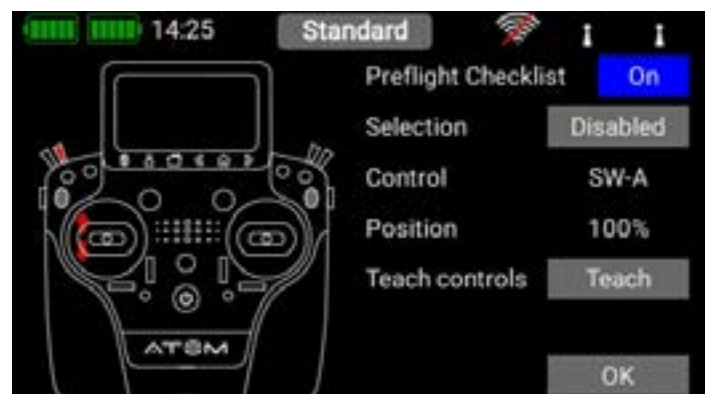 14:25 Standard
Preflight Checklist On
Selection Disabled
Control SW-A
Position 100%
Teach controls Teach
ATOM
OK